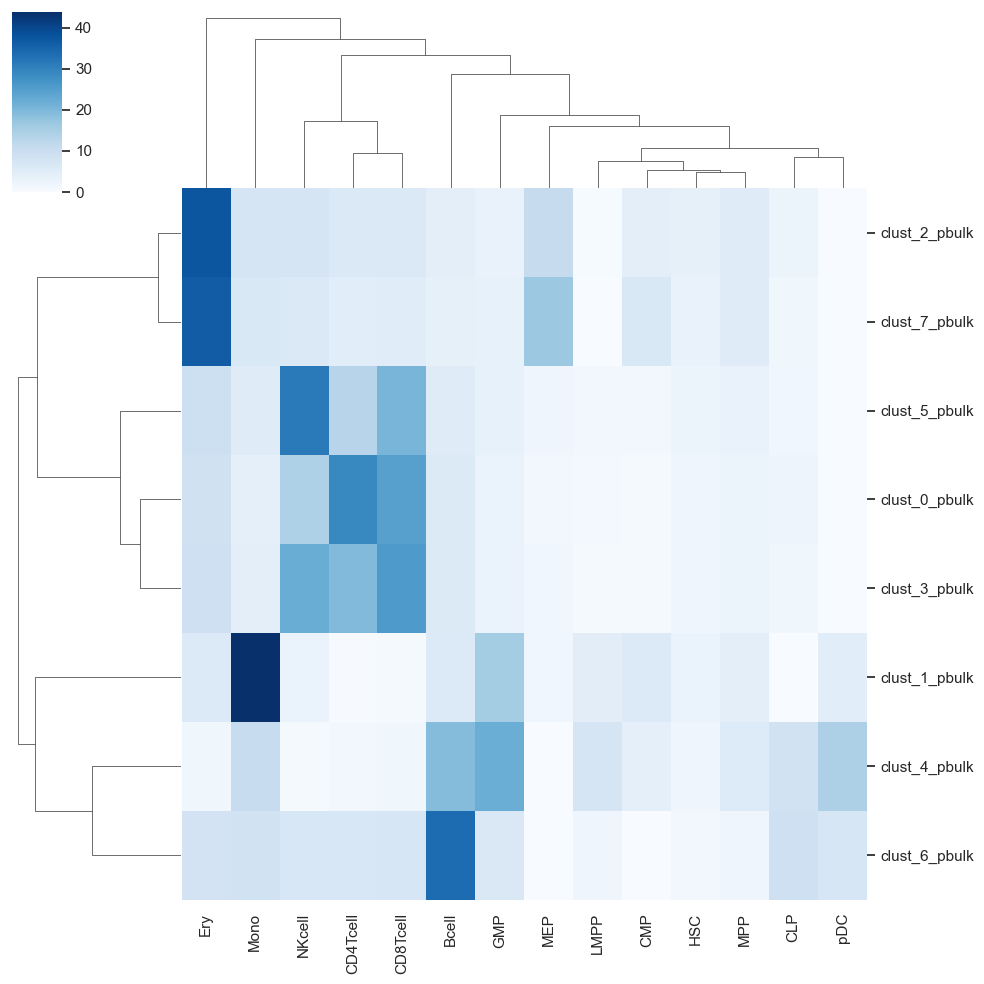 40
30
20
10
0
clust_2_pbulk
clust_7_pbulk
clust_5_pbulk
clust_0_pbulk
clust_3_pbulk
clust_1_pbulk
clust_4_pbulk
clust_6_pbulk
Ery
Mono
NKcell
CD4Tcell
CD8Tcell
Bcell
GMP
MEP
LMPP
CMP
HSC
MPP
CLP
pDC